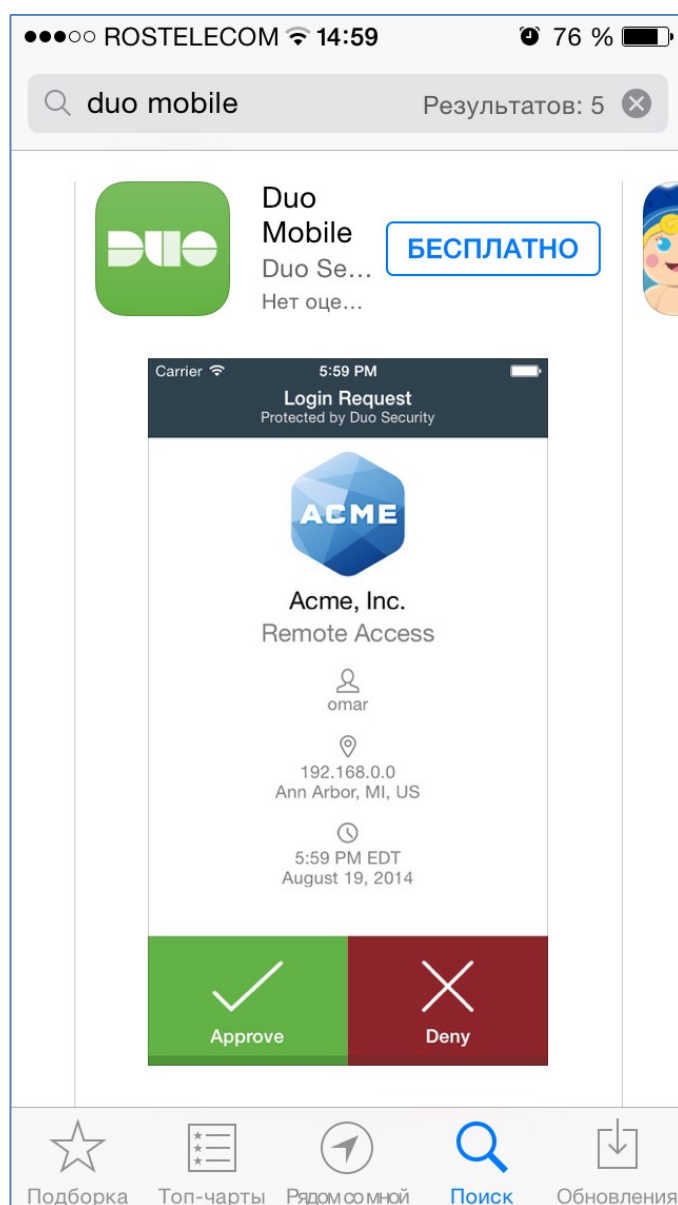 ROSTELECOM 14:59 76 %
duo mobile Результатов: 5
DUO
Duo
Mobile
Duo Se...
Нет оце...
БЕСПЛАТНО
Carrier 5:59 PM
Login Request
Protected by Duo Security
ACME
Acme, Inc.
Remote Access
omar
192.168.0.0
Ann Arbor, MI, US
5:59 PM EDT
August 19, 2014
Approve Deny
Подборка Топ-чарты Рядом со мной Поиск Обновления